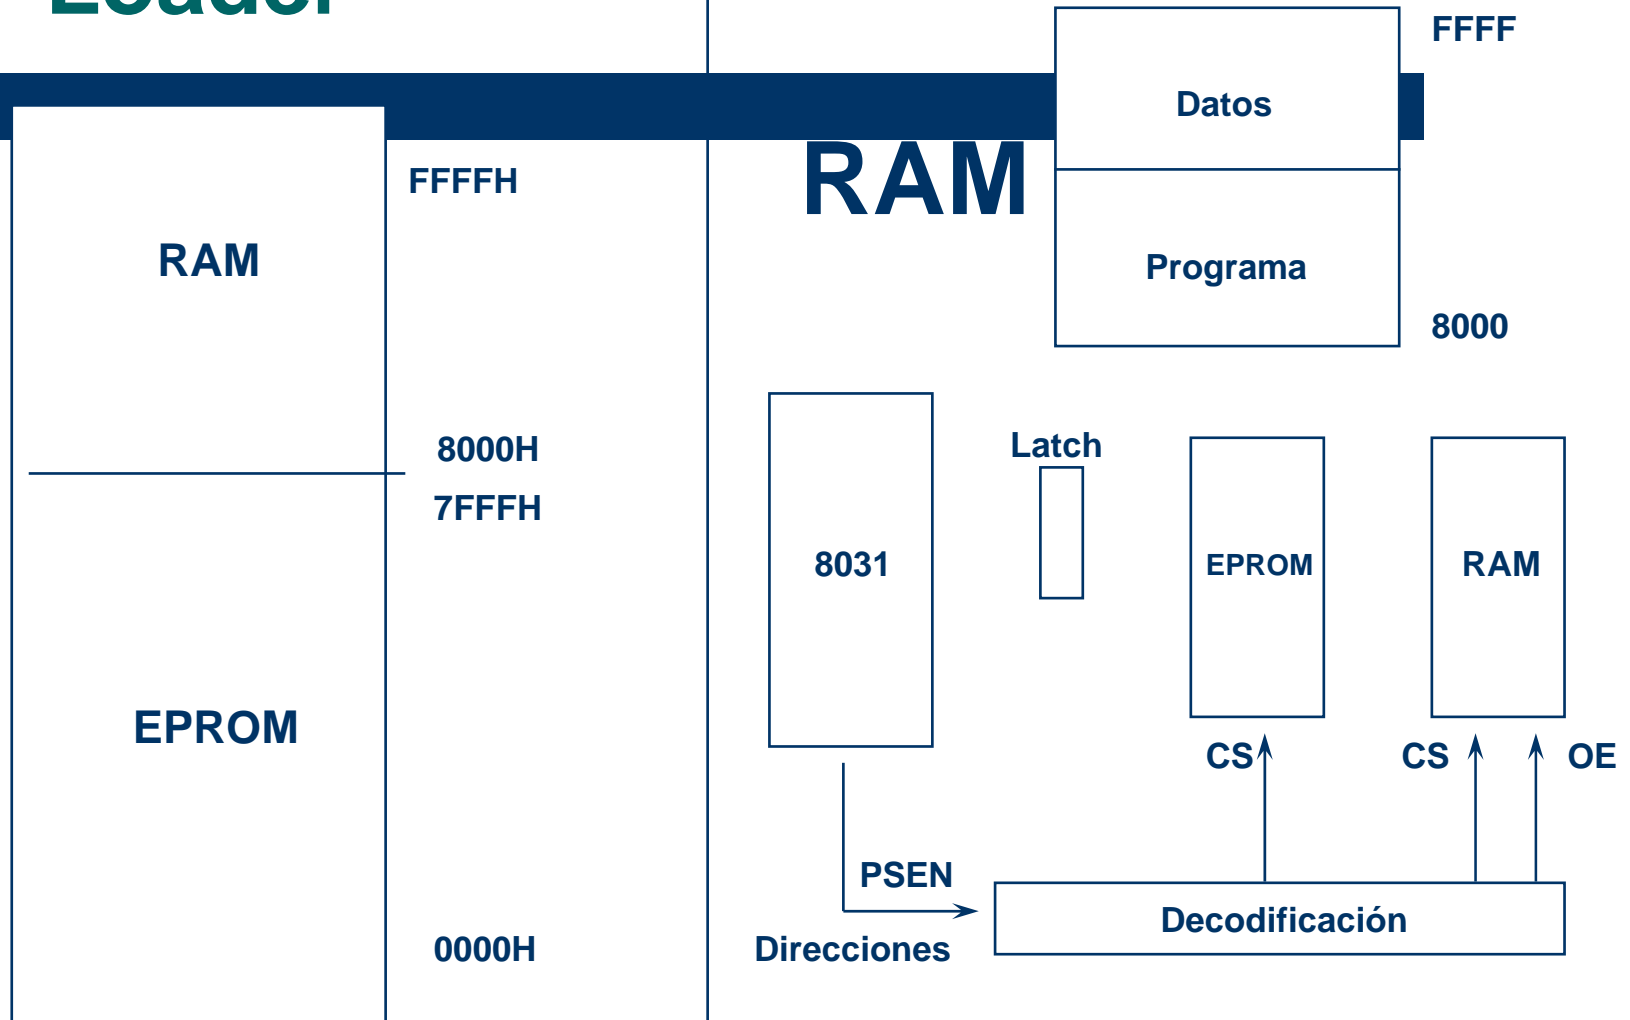 Loader
FFFFH
RAM
8000H
7FFFH
EPROM
0000H
FFFF
Datos
RAM
Programa
8000
Latch
8031
EPROM
RAM
CS
CS
OE
PSEN
Decodificación
Direcciones